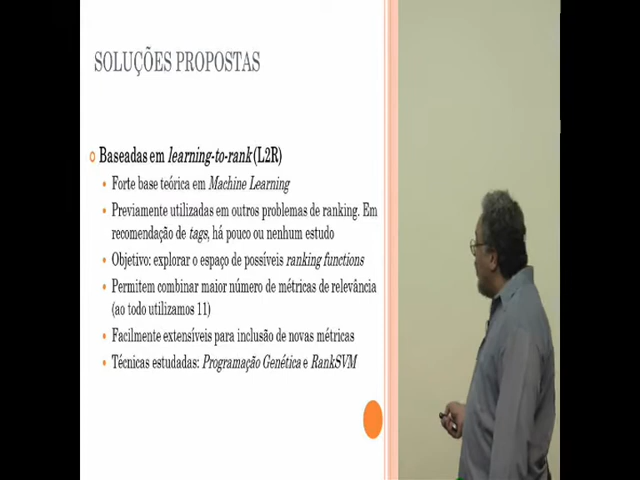 SOLUÇÕES PROPOSTAS
Baseadas em learning-to-rank (L2R)
Forte base teórica em Machine Learning
Previamente utilizadas em outros problemas de ranking. Em
recomendação de tags, há pouco ou nenhum estudo
Objetivo: explorar o espaço de possíveis ranking functions
Permitem combinar maior número de métricas de relevância
(ao todo utilizamos 11)
Facilmente extensíveis para inclusão de novas métricas
Técnicas estudadas: Programação Genética e RankSVM